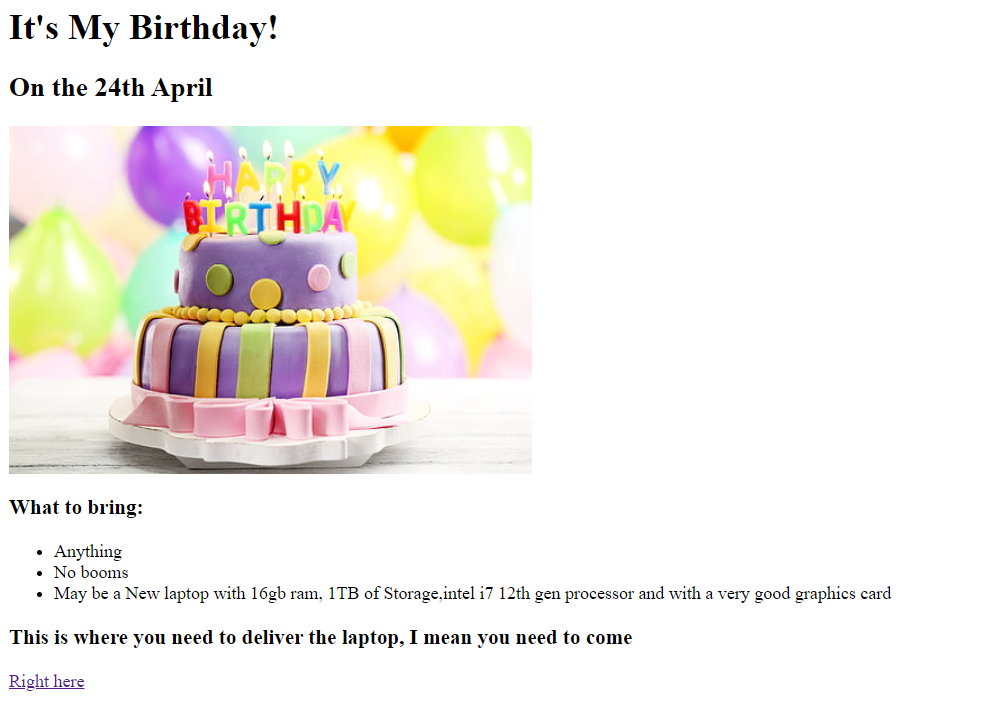 It's My Birthday!
On the 24th April
HAPPY
BIRTHDAY
What to bring:
Anything
No booms
May be a New laptop with 16gb ram, 1TB of Storage,intel i7 12th gen processor and with a very good graphics card
This is where you need to deliver the laptop, I mean you need to come
Right here